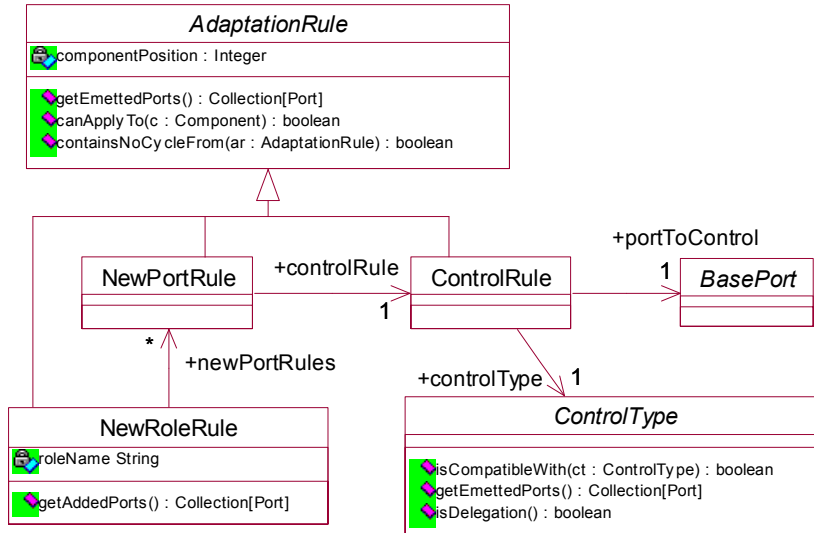 AdaptationRule
componentPosition : Integer
getEmettedPorts() : Collection[Port]
canApplyTo(c : Component) : boolean
containsNoCycleFrom(ar : AdaptationRule) : boolean
+portToControl
NewPortRule
+controlRule
ControlRule
1
BasePort
1
*
+newPortRules
+controlType
1
NewRoleRule
roleName String
getAddedPorts() : Collection[Port]
ControlType
isCompatibleWith(ct : ControlType) : boolean
getEmettedPorts() : Collection[Port]
isDelegation() : boolean